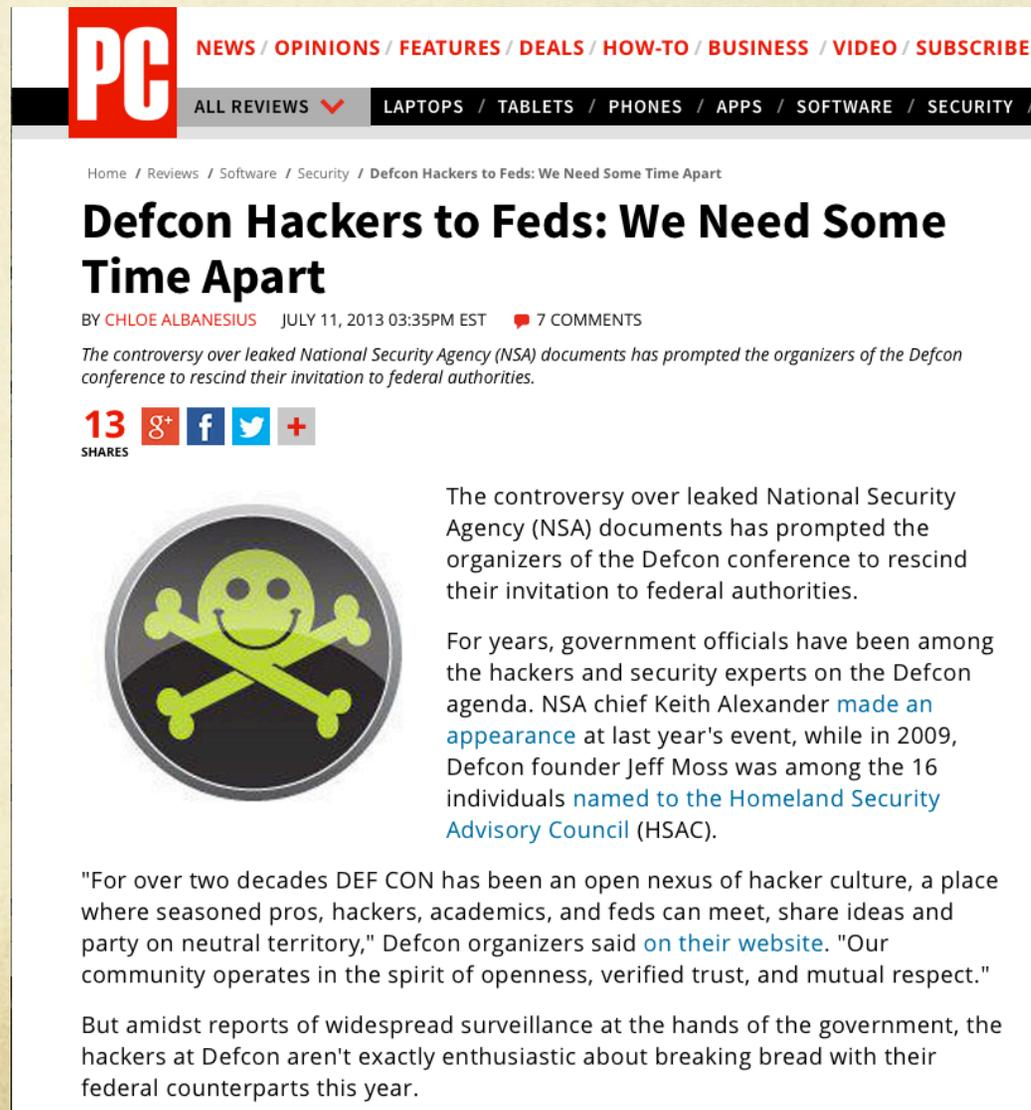 PC
NEWS / OPINIONS / FEATURES / DEALS / HOW-TO / BUSINESS / VIDEO / SUBSCRIBE
ALL REVIEWS LAPTOPS / TABLETS / PHONES / APPS / SOFTWARE / SECURITY /
Home / Reviews / Software / Security / Defcon Hackers to Feds: We Need Some Time Apart
Defcon Hackers to Feds: We Need Some
Time Apart
BY CHLOE ALBANESIUS JULY 11, 2013 03:35PM EST 7 COMMENTS
The controversy over leaked National Security Agency (NSA) documents has prompted the organizers of the Defcon
conference to rescind their invitation to federal authorities.
13 g+ f +
SHARES
The controversy over leaked National Security
Agency (NSA) documents has prompted the
organizers of the Defcon conference to rescind
their invitation to federal authorities.
For years, government officials have been among
the hackers and security experts on the Defcon
agenda. NSA chief Keith Alexander made an
appearance at last year's event, while in 2009,
Defcon founder Jeff Moss was among the 16
individuals named to the Homeland Security
Advisory Council (HSAC).
"For over two decades DEF CON has been an open nexus of hacker culture, a place
where seasoned pros, hackers, academics, and feds can meet, share ideas and
party on neutral territory," Defcon organizers said on their website. "Our
community operates in the spirit of openness, verified trust, and mutual respect."
But amidst reports of widespread surveillance at the hands of the government, the
hackers at Defcon aren't exactly enthusiastic about breaking bread with their
federal counterparts this year.